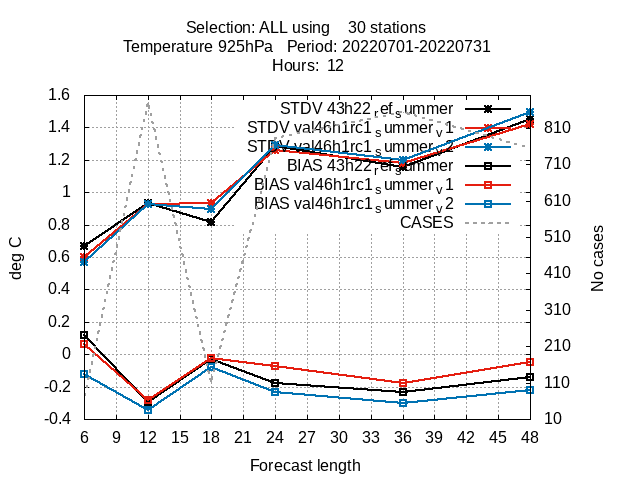 Selection: ALL using    30 stations
Temperature 925hPa   Period: 20220701-20220731
Hours:  12
STDV 43h22_ref_summer
STDV val46h1rc1_summer_v1
STDV val46h1rc1_summer_v2
BIAS 43h22_ref_summer
BIAS val46h1rc1_summer_v1
BIAS val46h1rc1_summer_v2
CASES
1.6
1.4
1.2
1
0.8
0.6
0.4
0.2
0
-0.2
-0.4
deg C
810
710
610
510
410
310
210
110
10
No cases
6 9 12 15 18 21 24 27 30 33 36 39 42 45 48
Forecast length